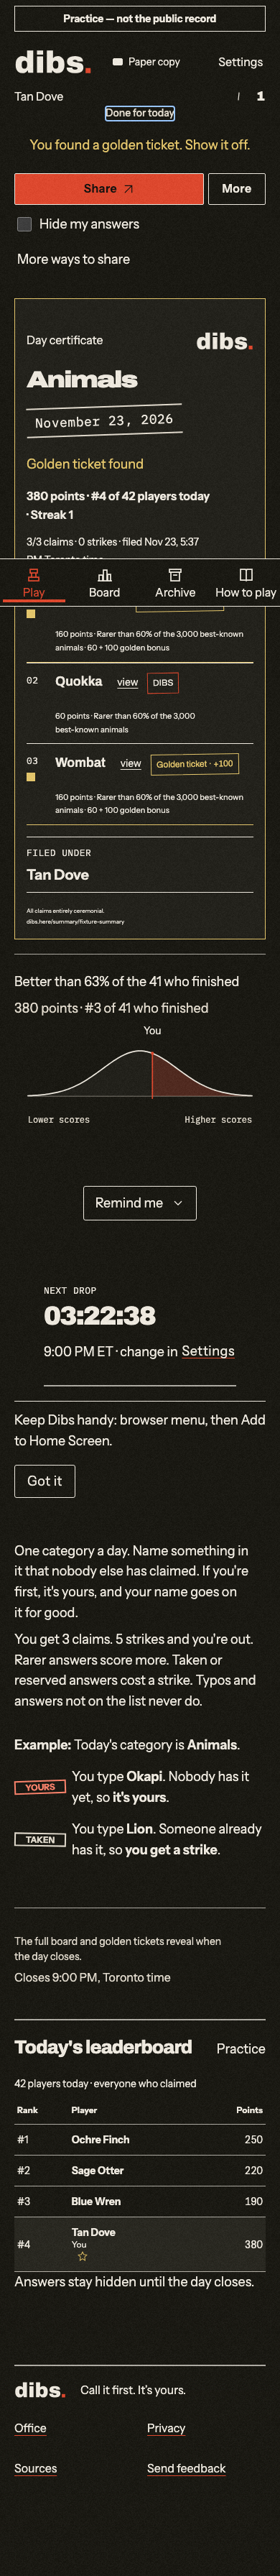 Practice — not the public record
dibs.
Paper copy
Settings
Tan Dove
/ 1
Done for today
You found a golden ticket. Show it off.
Share
More
Hide my answers
More ways to share
Day certificate
dibs.
Animals
November 23, 2026
Golden ticket found
380 points · #4 of 42 players today
· Streak 1
3/3 claims · 0 strikes · filed Nov 23, 5:37
PM Toronto time
Play
Board
Archive
How to play
160 points · Rarer than 60% of the 3,000 best-known
animals · 60 + 100 golden bonus
02 Quokka view DIBS
60 points · Rarer than 60% of the 3,000
best-known animals
03 Wombat view Golden ticket · +100
160 points · Rarer than 60% of the 3,000 best-known
animals · 60 + 100 golden bonus
FILED UNDER
Tan Dove
All claims entirely ceremonial.
dibs.here/summary/fixture-summary
Better than 63% of the 41 who finished
380 points · #3 of 41 who finished
You
Lower scores
Higher scores
Remind me
NEXT DROP
03:22:38
9:00 PM ET · change in Settings
Keep Dibs handy: browser menu, then Add
to Home Screen.
Got it
One category a day. Name something in
it that nobody else has claimed. If you're
first, it's yours, and your name goes on
it for good.
You get 3 claims. 5 strikes and you're out.
Rarer answers score more. Taken or
reserved answers cost a strike. Typos and
answers not on the list never do.
Example: Today's category is Animals.
YOURS
You type Okapi. Nobody has it
yet, so it's yours.
TAKEN
You type Lion. Someone already
has it, so you get a strike.
The full board and golden tickets reveal when
the day closes.
Closes 9:00 PM, Toronto time
Today's leaderboard
Practice
42 players today · everyone who claimed
Rank Player Points
#1 Ochre Finch 250
#2 Sage Otter 220
#3 Blue Wren 190
#4 Tan Dove 380
You
Answers stay hidden until the day closes.
dibs.
Call it first. It's yours.
Office
Privacy
Sources
Send feedback